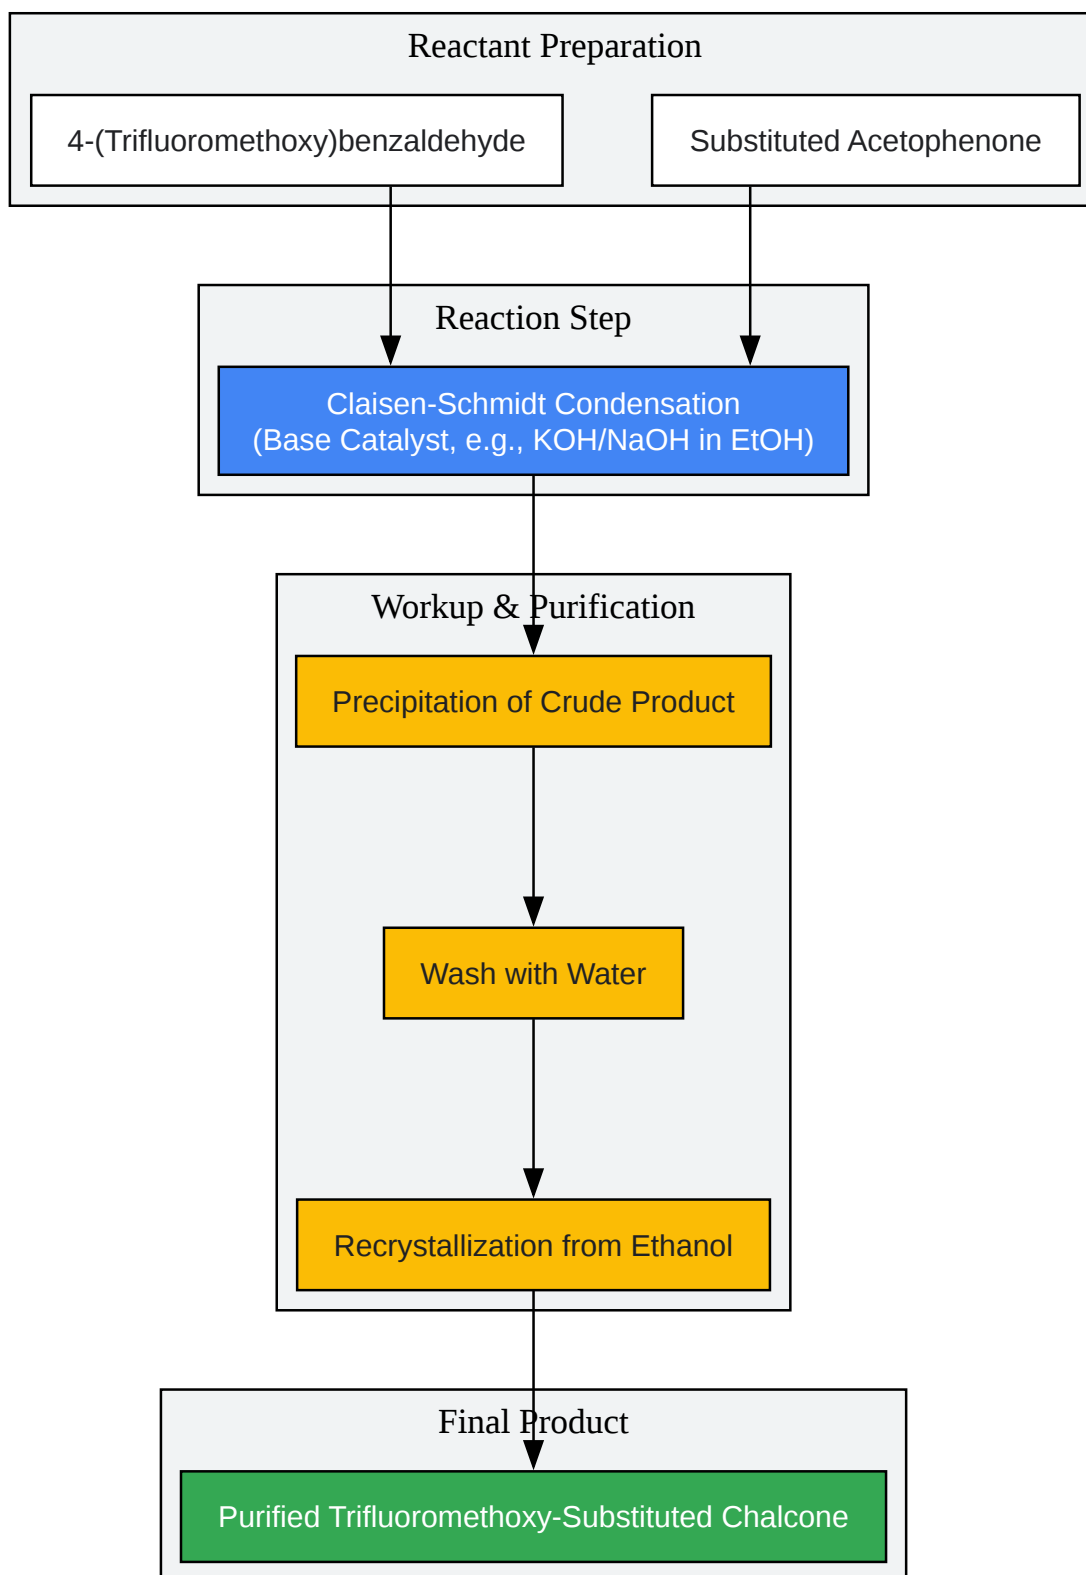 Reactant Preparation
4-(Trifluoromethoxy)benzaldehyde
Substituted Acetophenone
Reaction Step
Claisen-Schmidt Condensation
(Base Catalyst, e.g., KOH/NaOH in EtOH)
Workup & Purification
Precipitation of Crude Product
Wash with Water
Recrystallization from Ethanol
Final Product
Purified Trifluoromethoxy-Substituted Chalcone